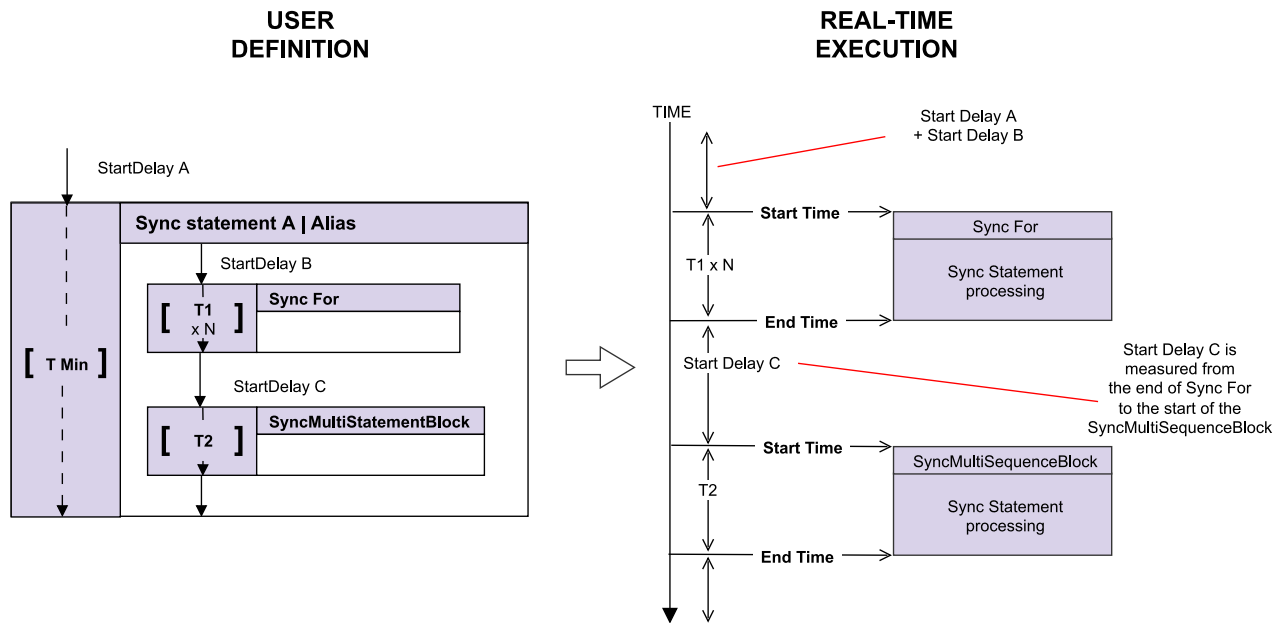 USER
DEFINITION
StartDelay A
Sync statement A | Alias
StartDelay B
[ T1 x N ]
Sync For
[ T Min ]
StartDelay C
[ T2 ]
SyncMultiStatementBlock
REAL-TIME
EXECUTION
TIME
Start Delay A
+ Start Delay B
Start Time
Sync For
T1 x N
Sync Statement
processing
End Time
Start Delay C
Start Delay C is
measured from
the end of Sync For
to the start of the
SyncMultiSequenceBlock
Start Time
SyncMultiSequenceBlock
T2
Sync Statement
processing
End Time